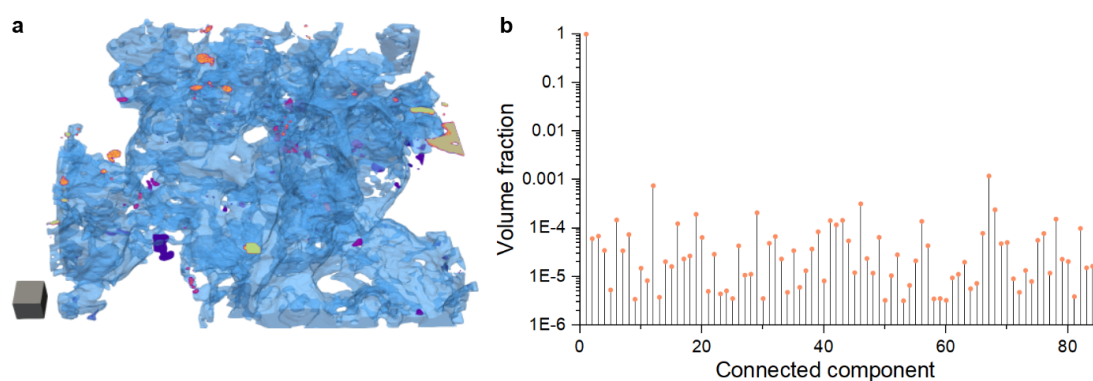 a
b
1
0.1
0.01
0.001
1E-4
1E-5
1E-6
Volume fraction
0 20 40 60 80
Connected component